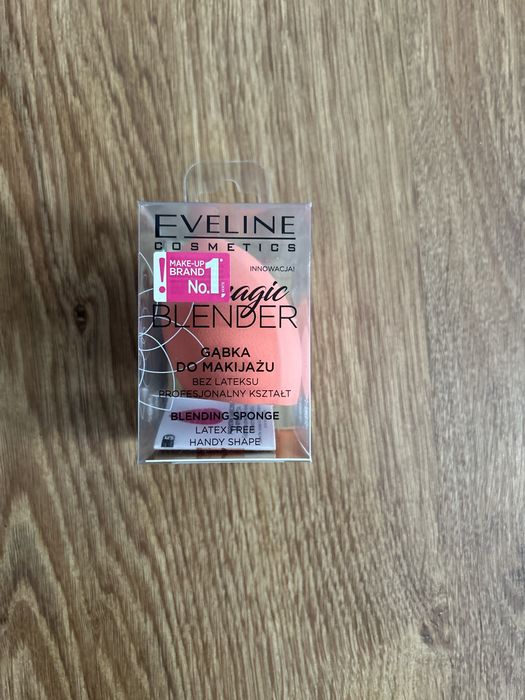 EVELINE
COSMETICS
! MAKE-UP
BRAND
No.1*
INNOWACJA!
magic
BLENDER
GĄBKA
DO MAKIJAŻU
BEZ LATEKSU
PROFESJONALNY KSZTAŁT
BLENDING SPONGE
LATEX FREE
HANDY SHAPE